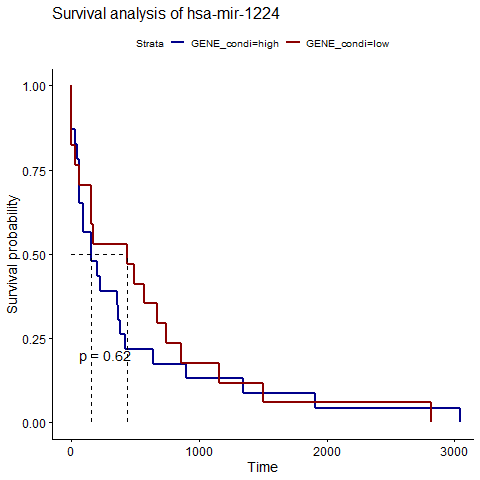 Survival analysis of hsa-mir-1224
Strata GENE_condi=high GENE_condi=low
Survival probability
1.00
0.75
0.50
0.25
0.00
p = 0.62
0 1000 2000 3000
Time